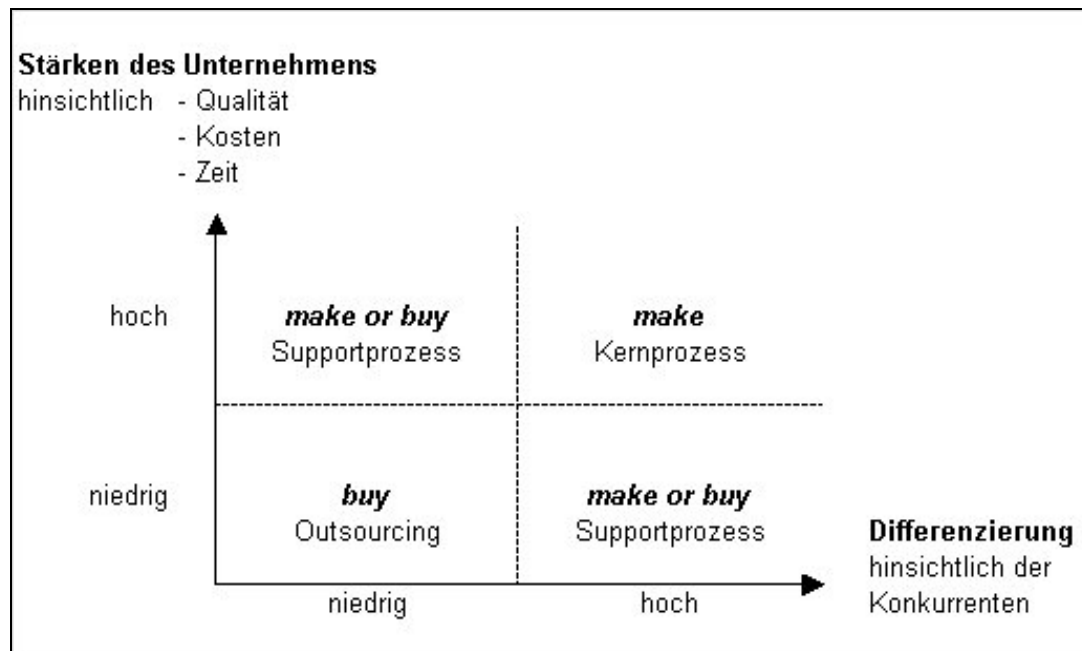 Stärken des Unternehmens
hinsichtlich - Qualität
- Kosten
- Zeit
hoch
make or buy
Supportprozess
make
Kernprozess
niedrig
buy
Outsourcing
make or buy
Supportprozess
Differenzierung
hinsichtlich der
Konkurrenten
niedrig
hoch